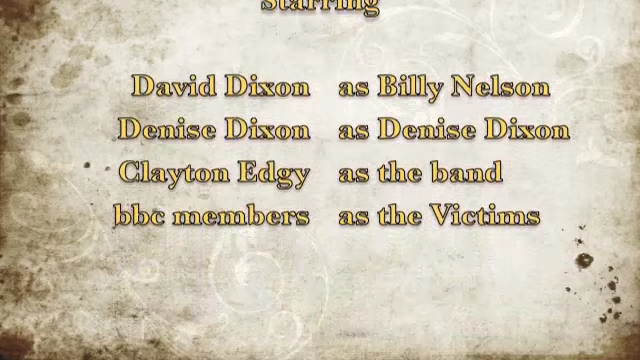 Starring
David Dixon as Billy Nelson
Denise Dixon as Denise Dixon
Clayton Edgy as the band
bbc members as the Victims